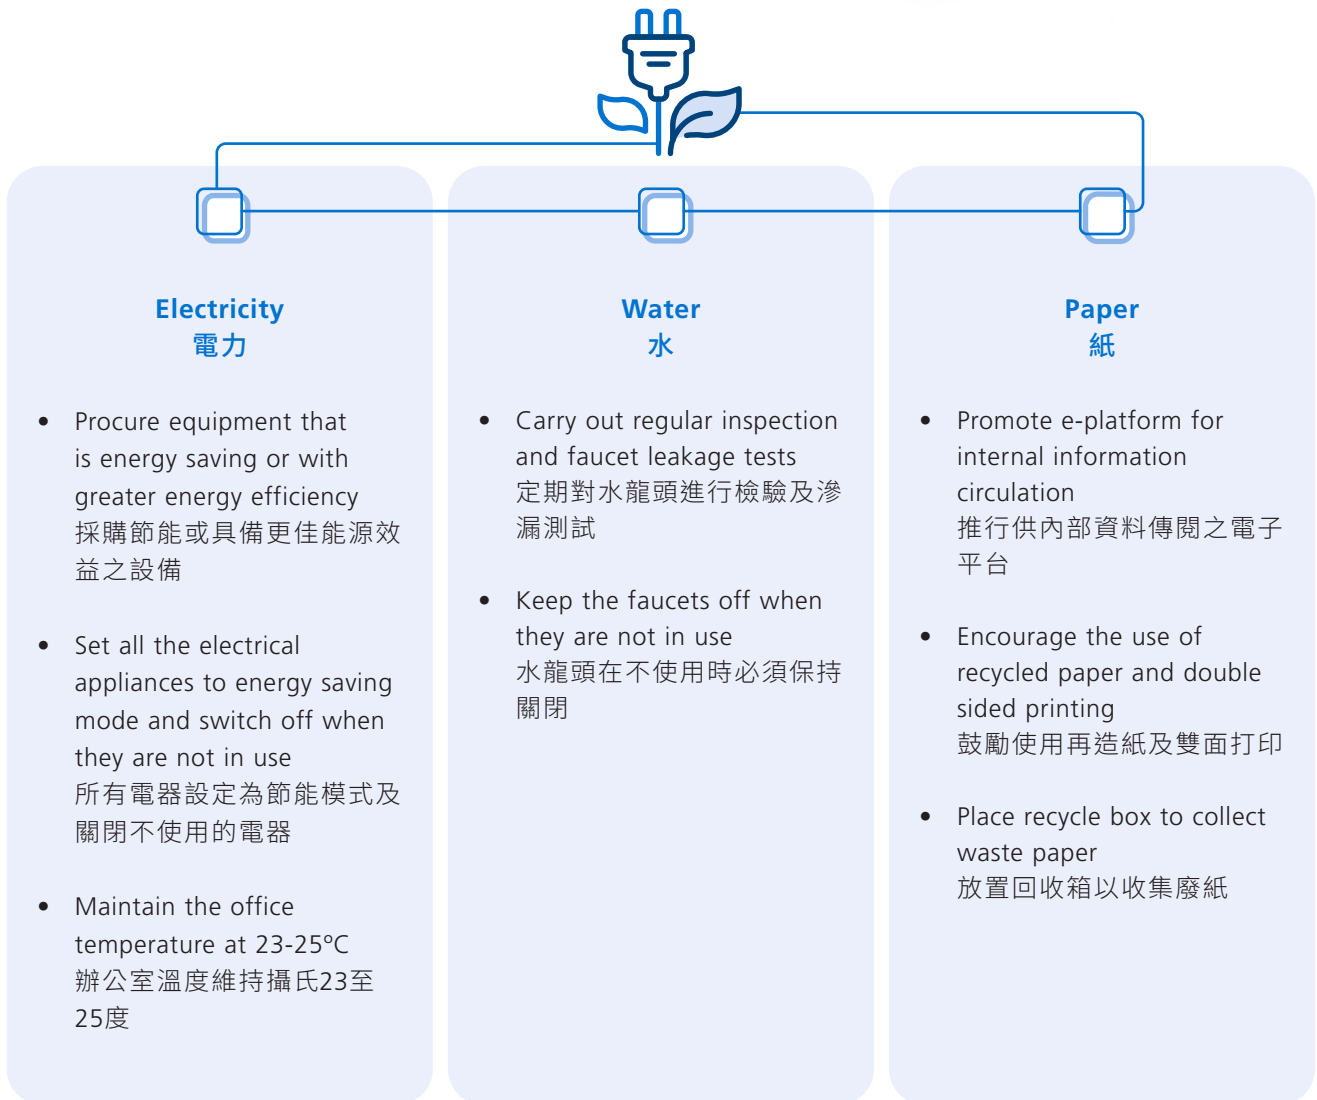 Electricity
電力
• Procure equipment that
is energy saving or with
greater energy efficiency
採購節能或具備更佳能源效
益之設備
• Set all the electrical
appliances to energy saving
mode and switch off when
they are not in use
所有電器設定為節能模式及
關閉不使用的電器
• Maintain the office
temperature at 23-25ºC
辦公室溫度維持攝氏23至
25度
Water
水
• Carry out regular inspection
and faucet leakage tests
定期對水龍頭進行檢驗及滲
漏測試
• Keep the faucets off when
they are not in use
水龍頭在不使用時必須保持
關閉
Paper
紙
• Promote e-platform for
internal information
circulation
推行供內部資料傳閱之電子
平台
• Encourage the use of
recycled paper and double
sided printing
鼓勵使用再造紙及雙面打印
• Place recycle box to collect
waste paper
放置回收箱以收集廢紙